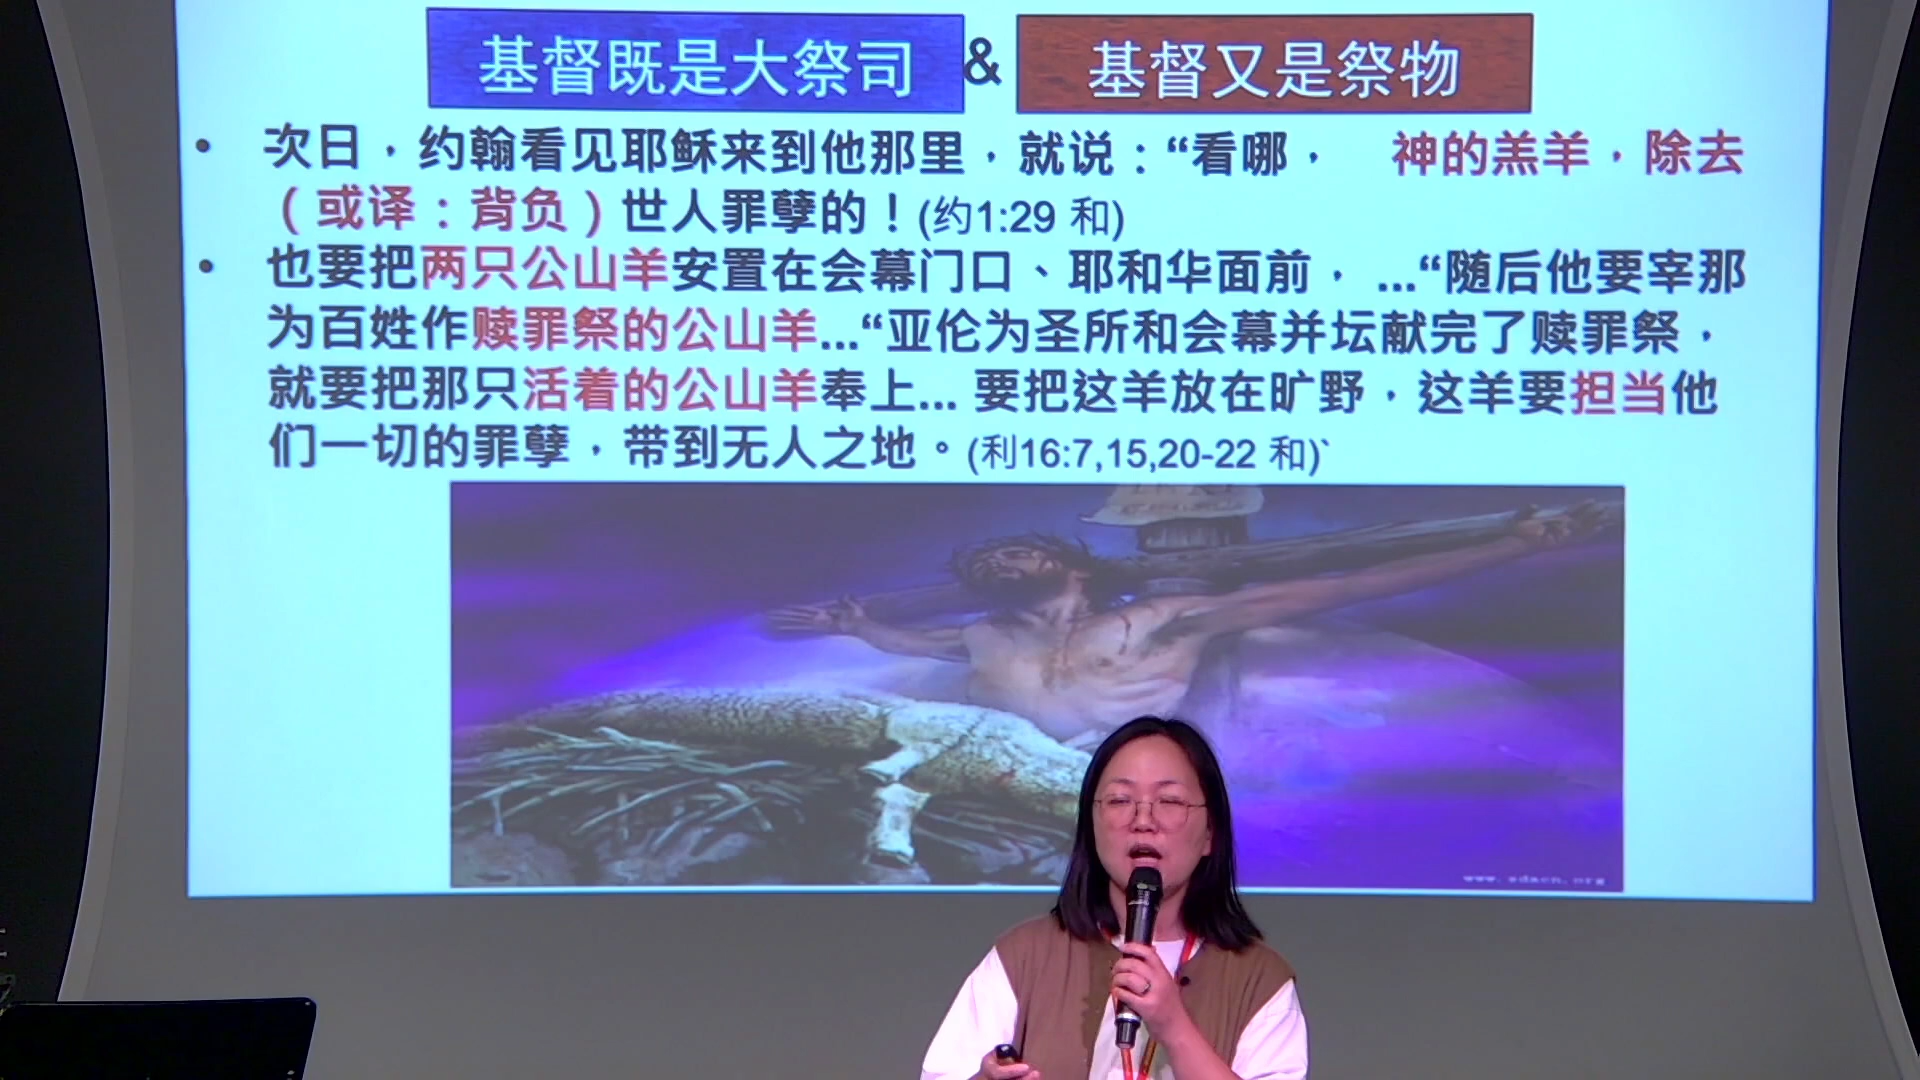 基督既是大祭司 & 基督又是祭物
• 次日，约翰看见耶稣来到他那里，就说：“看哪， 神的羔羊，除去
（或译：背负）世人罪孽的！(约1:29 和)
• 也要把两只公山羊安置在会幕门口、耶和华面前， ...“随后他要宰那
为百姓作赎罪祭的公山羊...“亚伦为圣所和会幕并坛献完了赎罪祭，
就要把那只活着的公山羊奉上... 要把这羊放在旷野，这羊要担当他
们一切的罪孽，带到无人之地。(利16:7,15,20-22 和)`